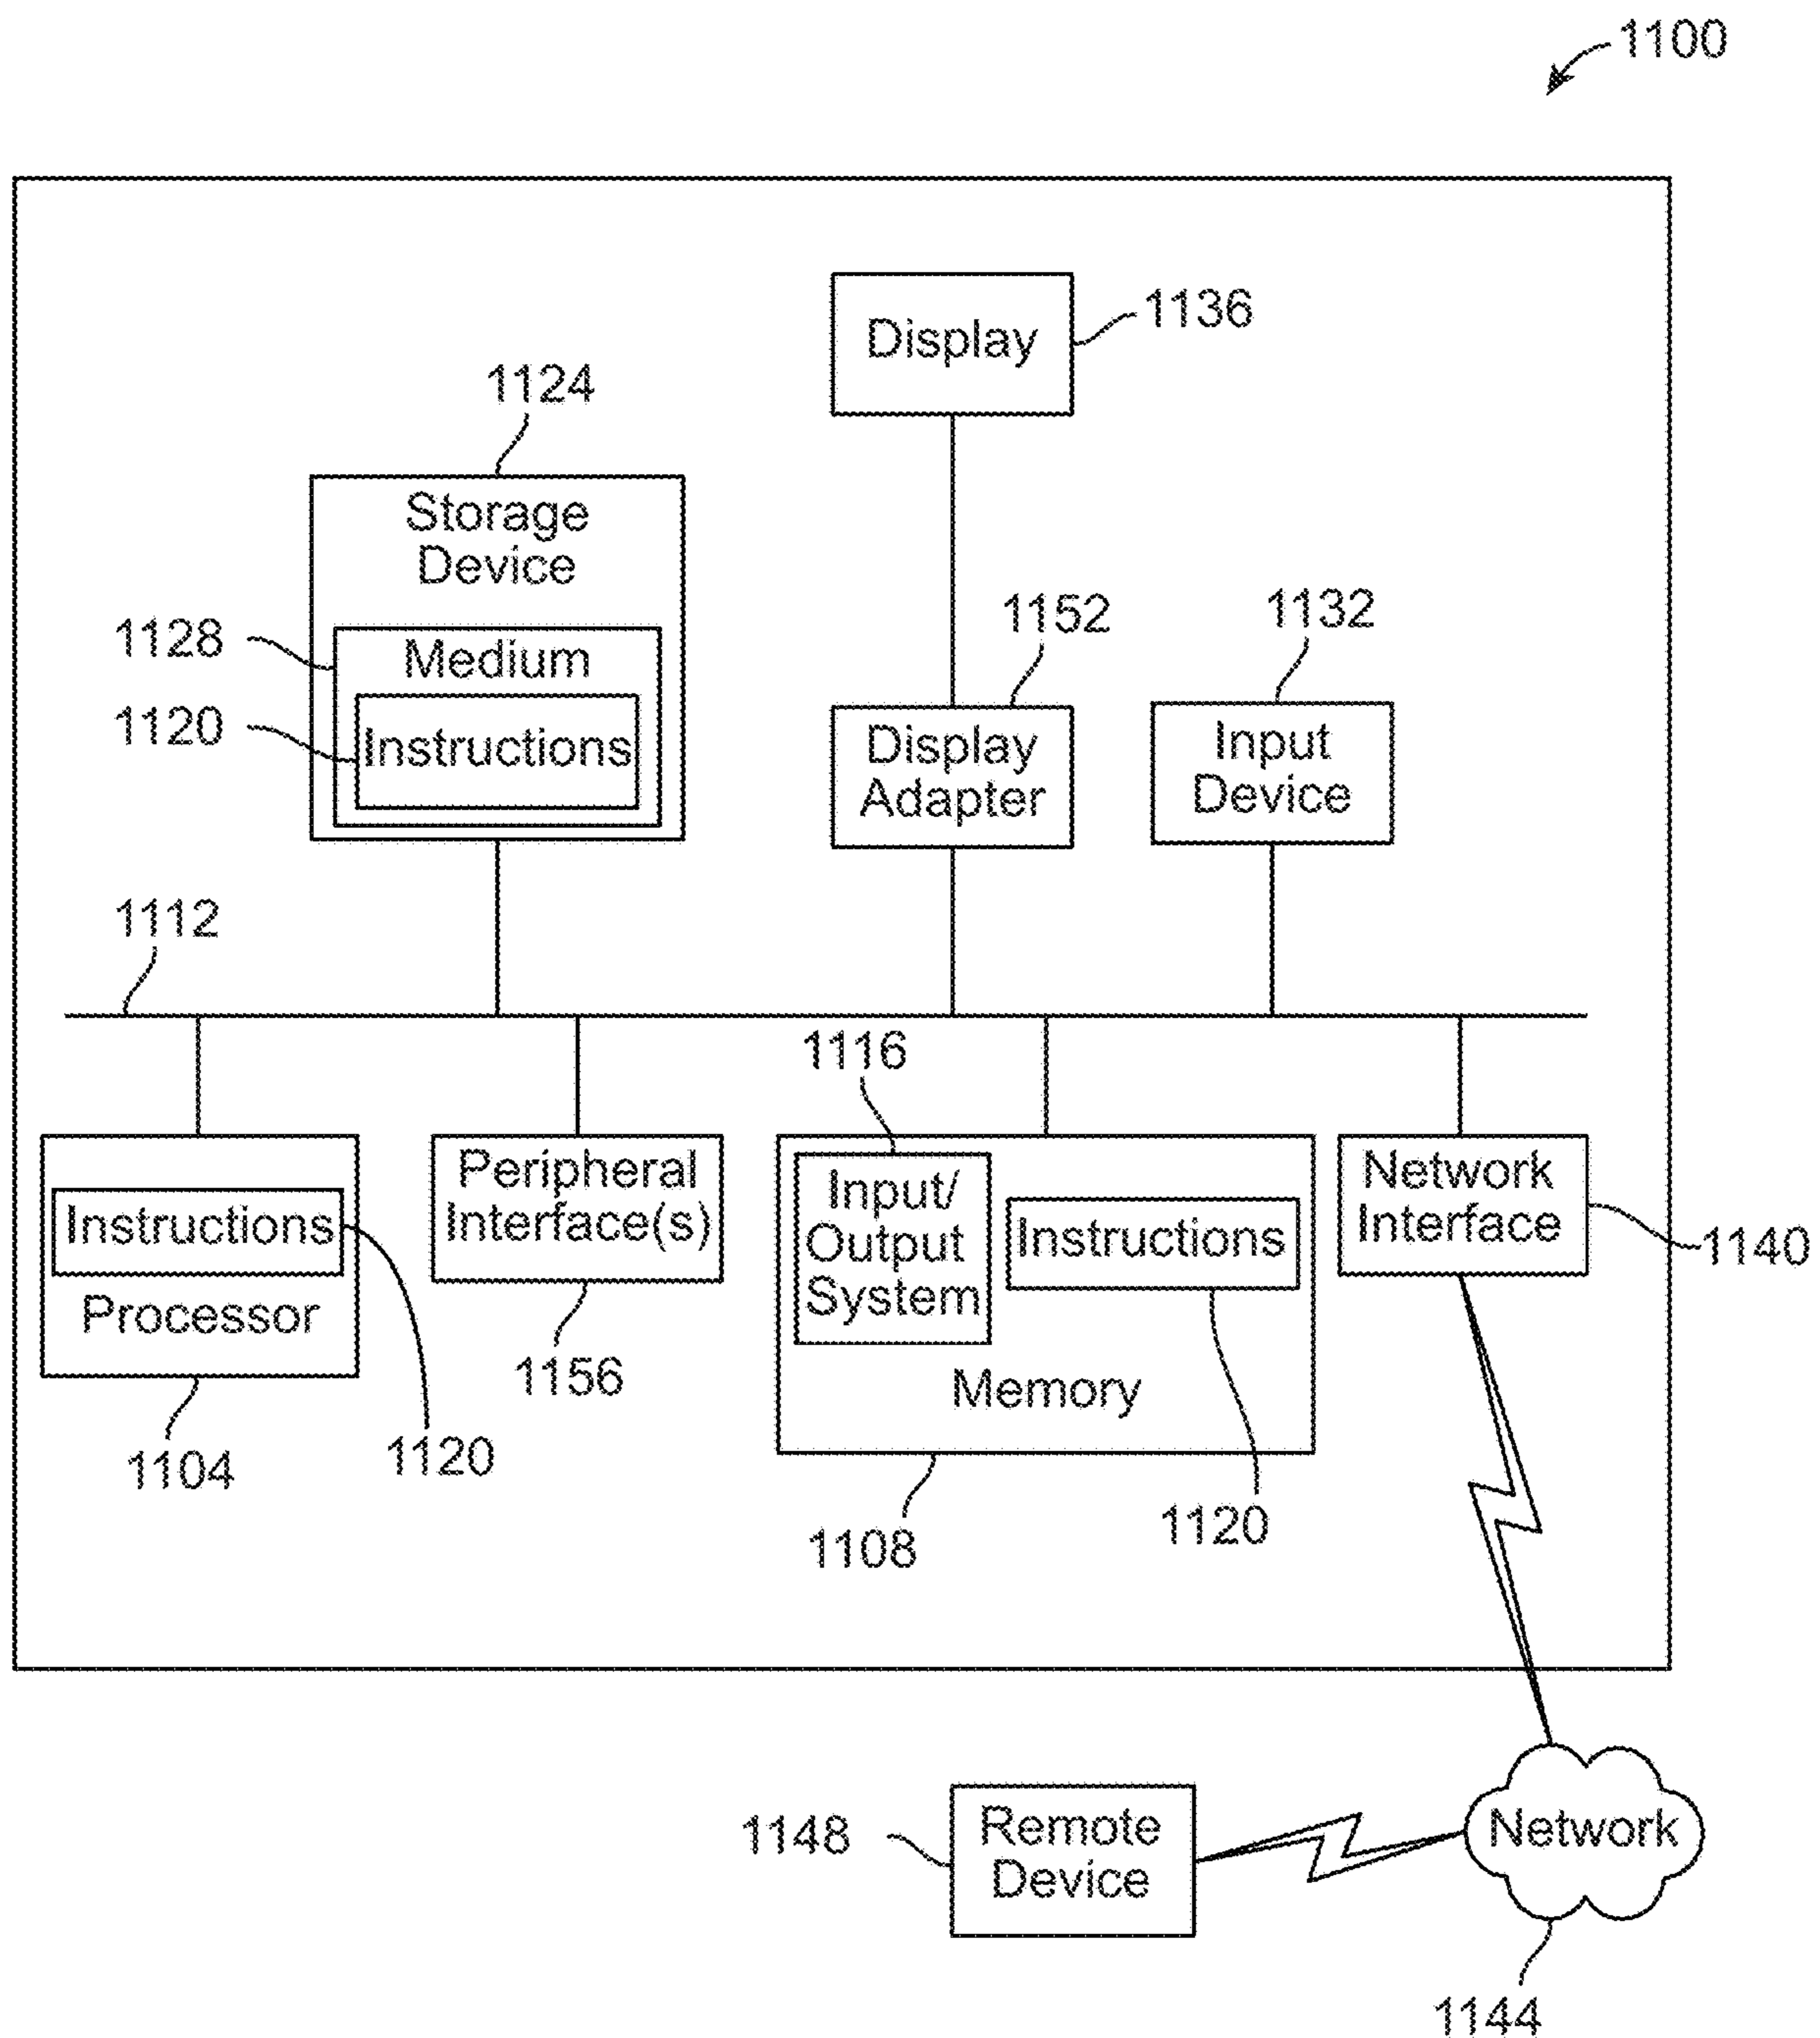 1100
1136
Display
1124
Storage
Device
1128
Medium
1120
Instructions
1152
Display
Adapter
1132
Input
Device
1112
1116
Instructions
Processor
1104
1120
Peripheral
Interface(s)
1156
Input/
Output
System
Instructions
Memory
1108
1120
Network
Interface
1140
1148
Remote
Device
Network
1144